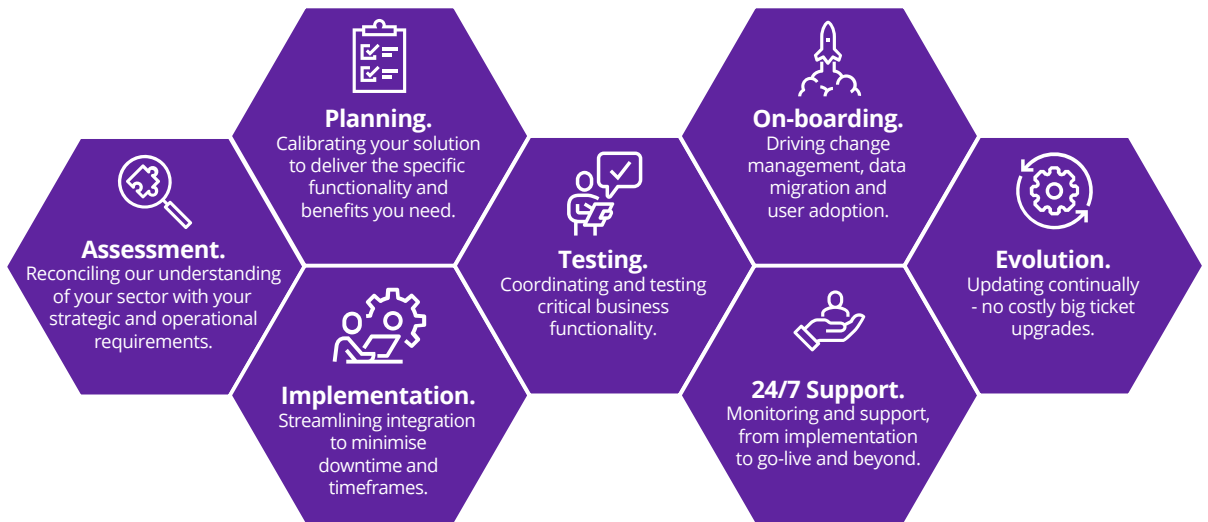 Assessment.
Reconciling our understanding
of your sector with your
strategic and operational
requirements.
Planning.
Calibrating your solution
to deliver the specific
functionality and
benefits you need.
Implementation.
Streamlining integration
to minimise
downtime and
timeframes.
Testing.
Coordinating and testing
critical business
functionality.
On-boarding.
Driving change
management, data
migration and
user adoption.
24/7 Support.
Monitoring and support,
from implementation
to go-live and beyond.
Evolution.
Updating continually
- no costly big ticket
upgrades.